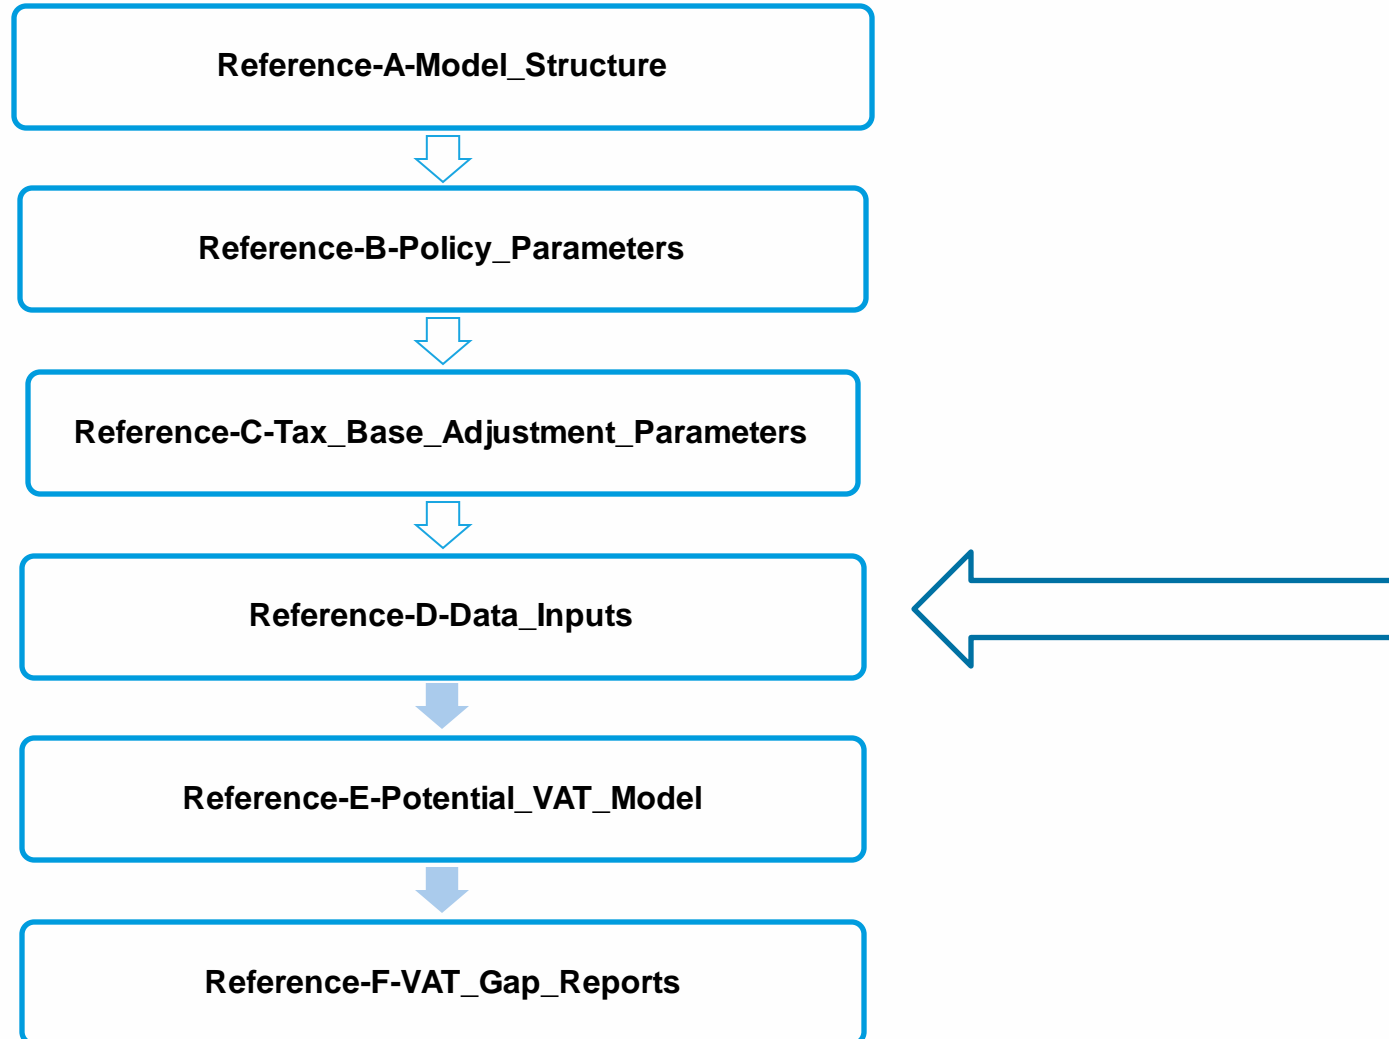 Reference-A-Model_Structure
Reference-B-Policy_Parameters
Reference-C-Tax_Base_Adjustment_Parameters
Reference-D-Data_Inputs
Reference-E-Potential_VAT_Model
Reference-F-VAT_Gap_Reports